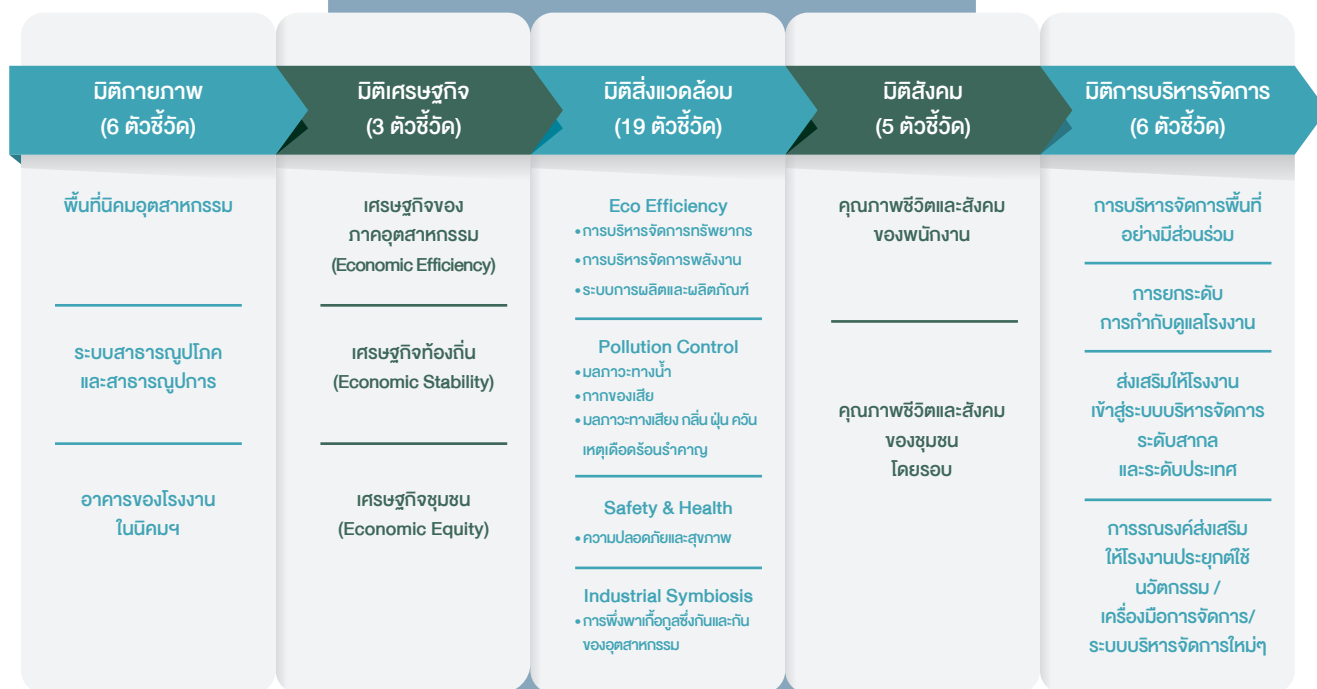 มิติกายภาพ
(6 ตัวชี้วัด)
พื้นที่นิคมอุตสาหกรรม
ระบบสาธารณูปโภค
และสาธารณูปการ
อาคารของโรงงาน
ในนิคมฯ
มิติเศรษฐกิจ
(3 ตัวชี้วัด)
เศรษฐกิจของ
ภาคอุตสาหกรรม
(Economic Efficiency)
เศรษฐกิจท้องถิ่น
(Economic Stability)
เศรษฐกิจชุมชน
(Economic Equity)
มิติสิ่งแวดล้อม
(19 ตัวชี้วัด)
Eco Efficiency
•การบริหารจัดการทรัพยากร
•การบริหารจัดการพลังงาน
•ระบบการผลิตและผลิตภัณฑ์
Pollution Control
•มลภาวะทางน้ำ
•กากของเสีย
•มลภาวะทางเสียง กลิ่น ฝุ่น ควัน
เหตุเดือดร้อนรำคาญ
Safety & Health
•ความปลอดภัยและสุขภาพ
Industrial Symbiosis
•การพึ่งพาเกื้อกูลซึ่งกันและกัน
ของอุตสาหกรรม
มิติสังคม
(5 ตัวชี้วัด)
คุณภาพชีวิตและสังคม
ของพนักงาน
คุณภาพชีวิตและสังคม
ของชุมชน
โดยรอบ
มิติการบริหารจัดการ
(6 ตัวชี้วัด)
การบริหารจัดการพื้นที่
อย่างมีส่วนร่วม
การยกระดับ
การกำกับดูแลโรงงาน
ส่งเสริมให้โรงงาน
เข้าสู่ระบบบริหารจัดการ
ระดับสากล
และระดับประเทศ
การรณรงค์ส่งเสริม
ให้โรงงานประยุกต์ใช้
นวัตกรรม /
เครื่องมือการจัดการ/
ระบบบริหารจัดการใหม่ๆ